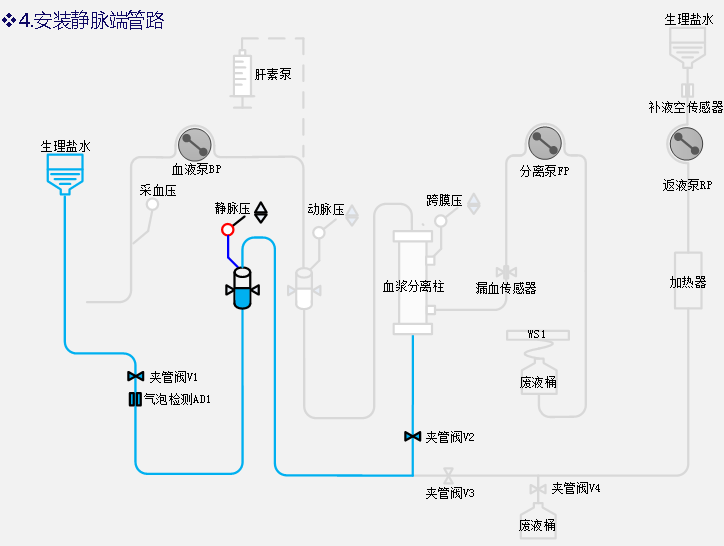 ❖4.安装静脉端管路
生理盐水
肝素泵
补液空传感器
生理盐水
血液泵BP
分离泵FP
返液泵RP
采血压
静脉压
动脉压
跨膜压
血浆分离柱
漏血传感器
加热器
WS1
夹管阀V1
废液桶
气泡检测AD1
夹管阀V2
夹管阀V3
夹管阀V4
废液桶